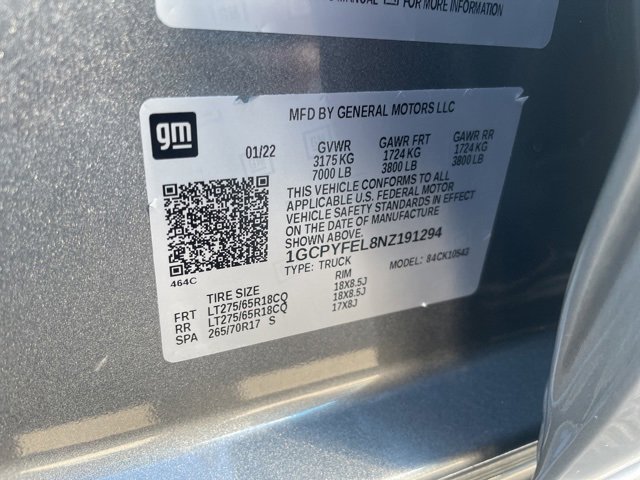 MANUAL FOR MORE INFORMATION
gm
MFD BY GENERAL MOTORS LLC
01/22
GVWR GAWR FRT GAWR RR
3175 KG 1724 KG 1724 KG
7000 LB 3800 LB 3800 LB
THIS VEHICLE CONFORMS TO ALL
APPLICABLE U.S. FEDERAL MOTOR
VEHICLE SAFETY STANDARDS IN EFFECT
ON THE DATE OF MANUFACTURE
SHOWN ABOVE.
1GCPYFEL8NZ191294
TYPE: TRUCK MODEL: 84CK10543
464C
TIRE SIZE RIM
FRT LT275/65R18CQ 18X8.5J
RR LT275/65R18CQ 18X8.5J
SPA 265/70R17 S 17X8J